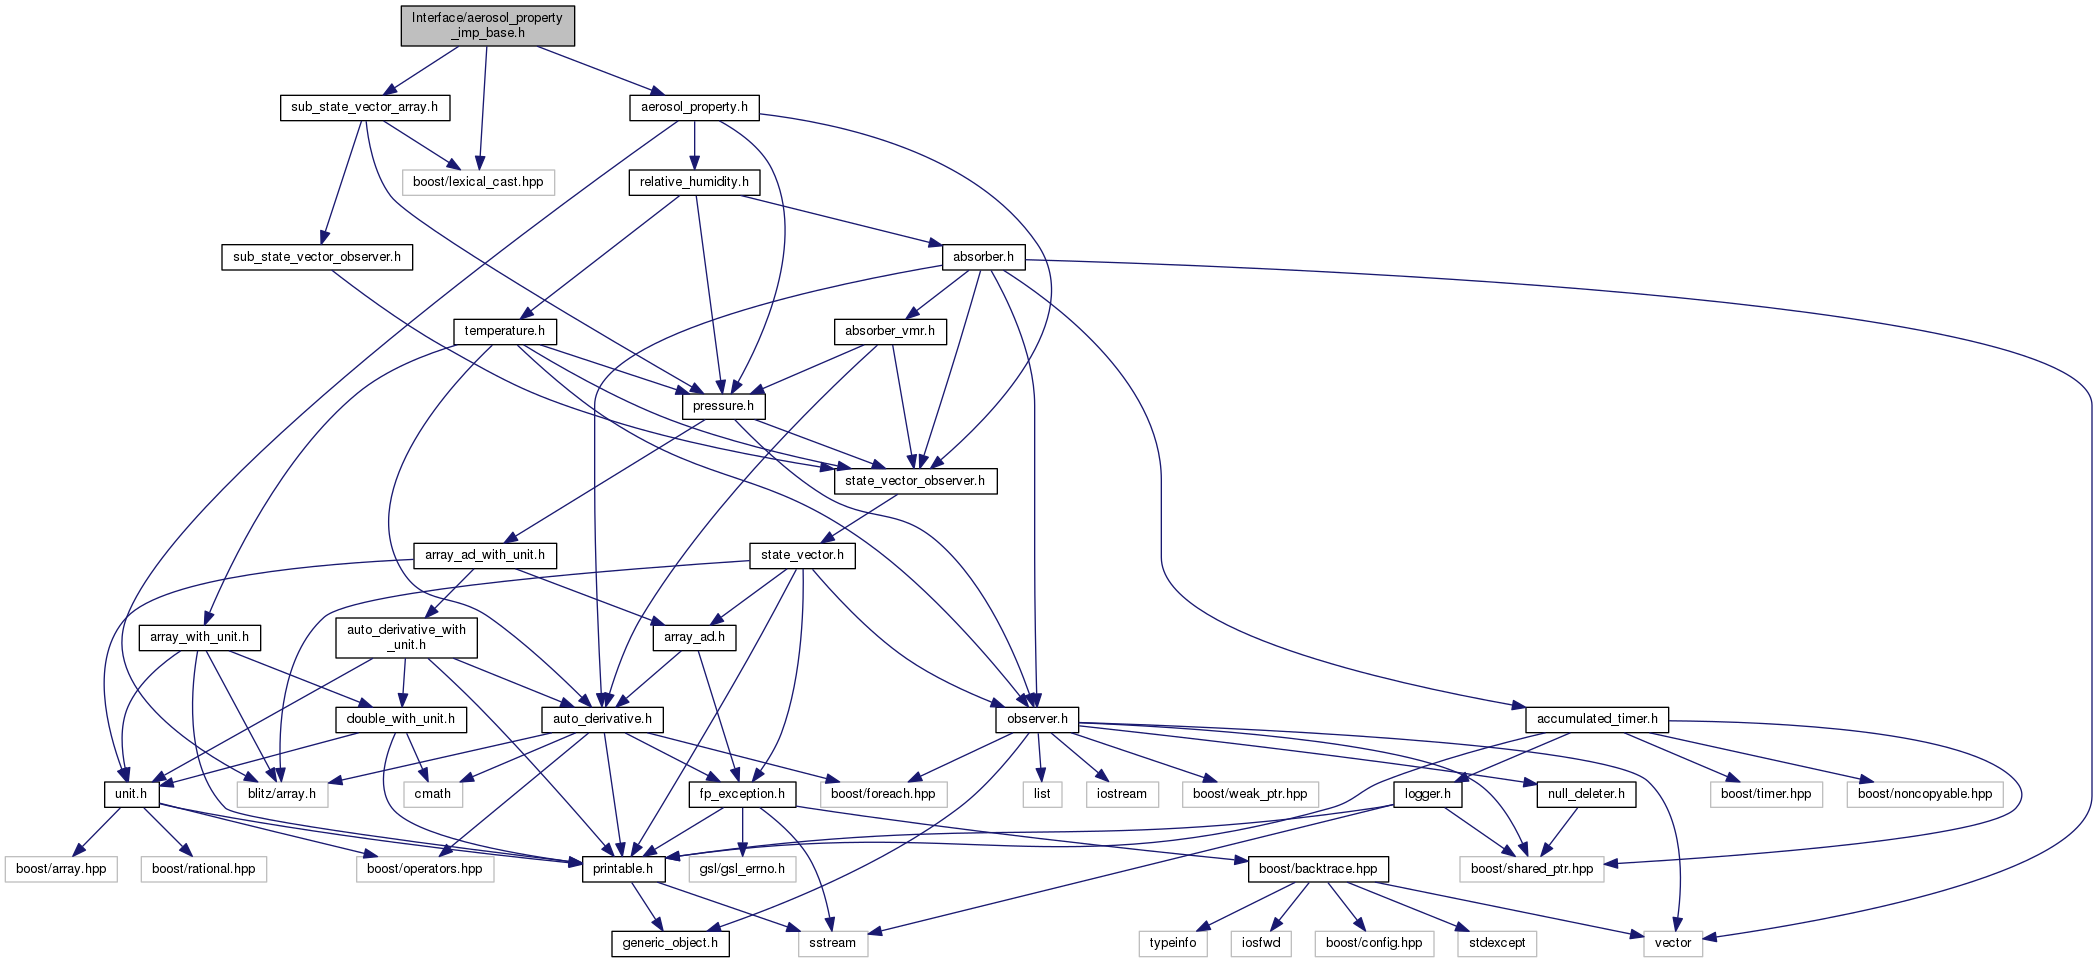 Interface/aerosol_property
_imp_base.h
sub_state_vector_array.h
aerosol_property.h
boost/lexical_cast.hpp
relative_humidity.h
sub_state_vector_observer.h
absorber.h
temperature.h
absorber_vmr.h
pressure.h
state_vector_observer.h
array_ad_with_unit.h
state_vector.h
array_with_unit.h
auto_derivative_with
_unit.h
array_ad.h
double_with_unit.h
auto_derivative.h
observer.h
accumulated_timer.h
unit.h
blitz/array.h
cmath
fp_exception.h
boost/foreach.hpp
list
iostream
boost/weak_ptr.hpp
logger.h
null_deleter.h
boost/timer.hpp
boost/noncopyable.hpp
boost/array.hpp
boost/rational.hpp
boost/operators.hpp
printable.h
gsl/gsl_errno.h
boost/backtrace.hpp
boost/shared_ptr.hpp
generic_object.h
sstream
typeinfo
iosfwd
boost/config.hpp
stdexcept
vector